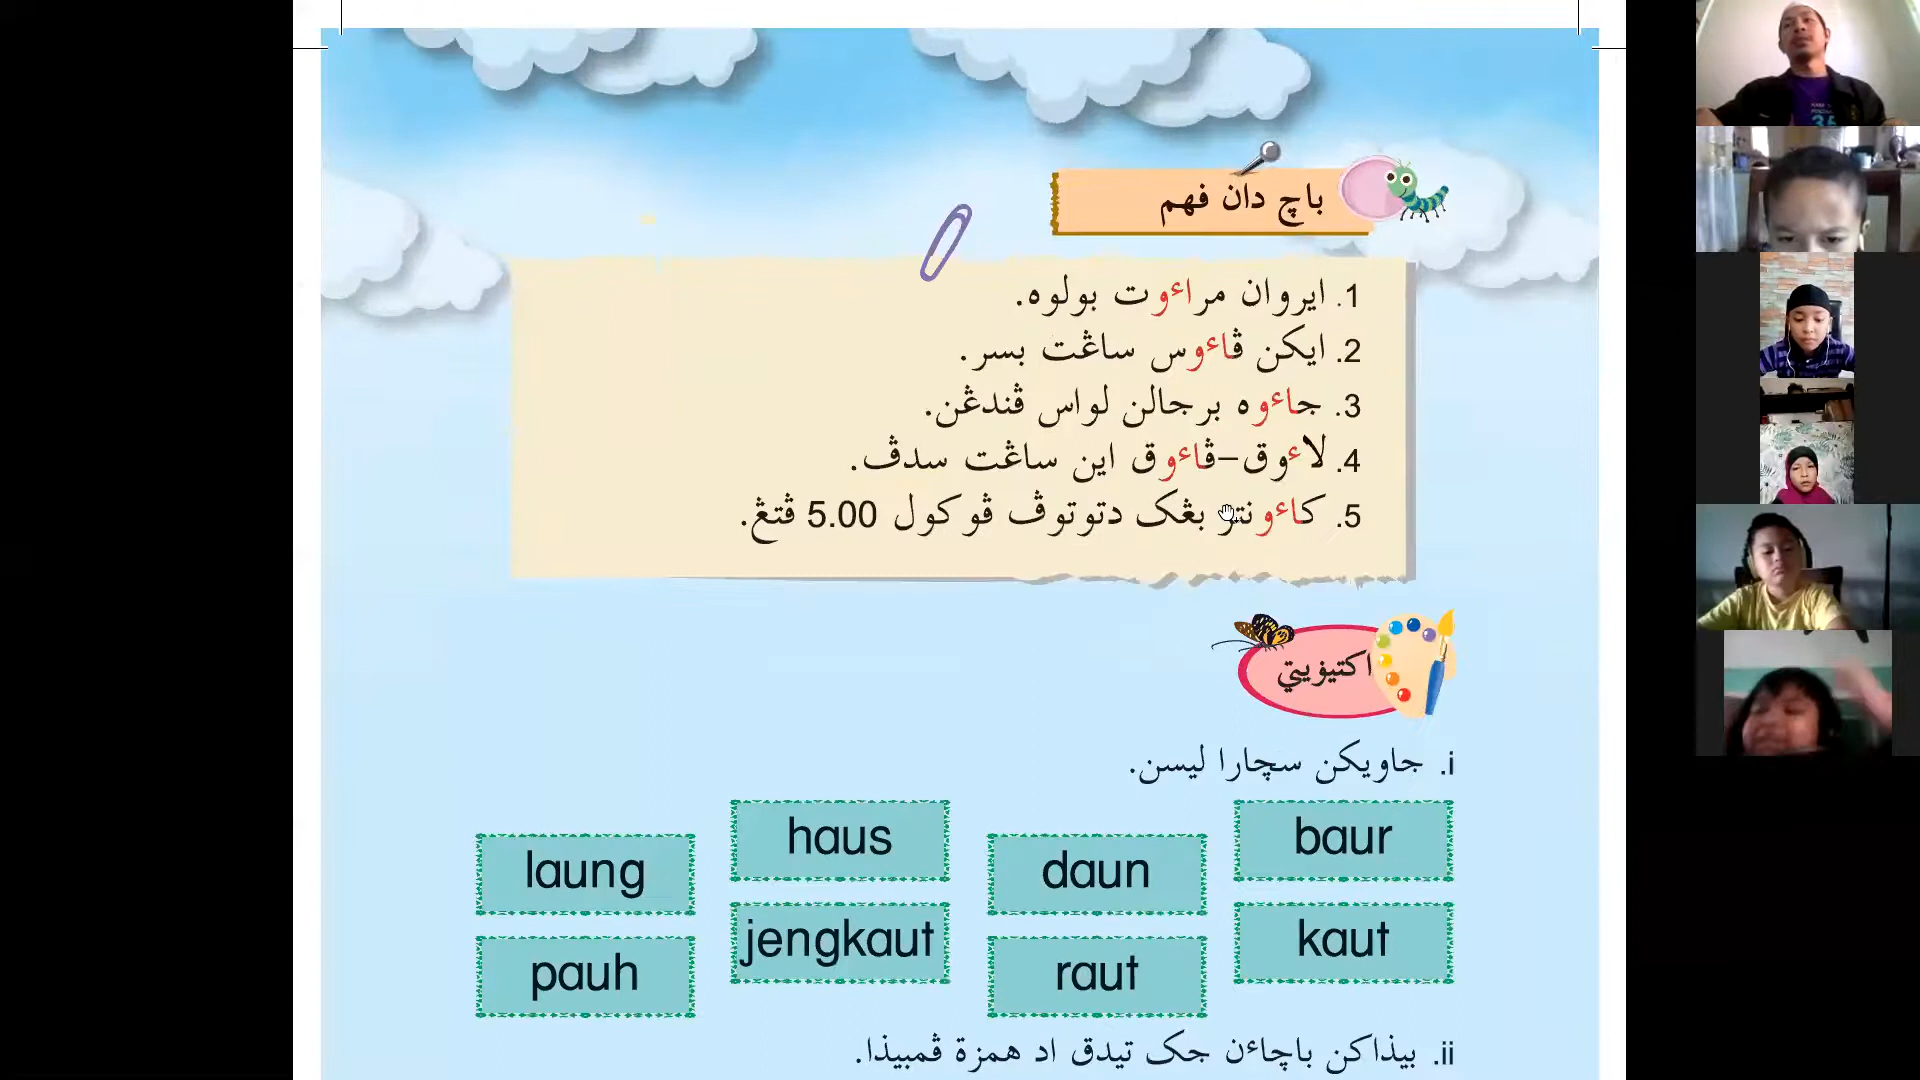 باچ دان فهم
1. ايروان مراءوت بولوه.
2. ايكن ڤاءوس ساڠت بسر.
3. جاءوه برجالن لواس ڤندڠن.
4. لاءوق-ڤاءوق اين ساڠت سدڤ.
5. كاءونتر بڠک دتوتوڤ ڤوكول 5.00 ڤتڠ.
اكتيۏيتي
i. جاويكن سچارا ليسن.
baur
haus
daun
laung
kaut
jengkaut
raut
pauh
ii. بيذاكن باچاءن جک تيدق اد همزة ڤمبيذا.